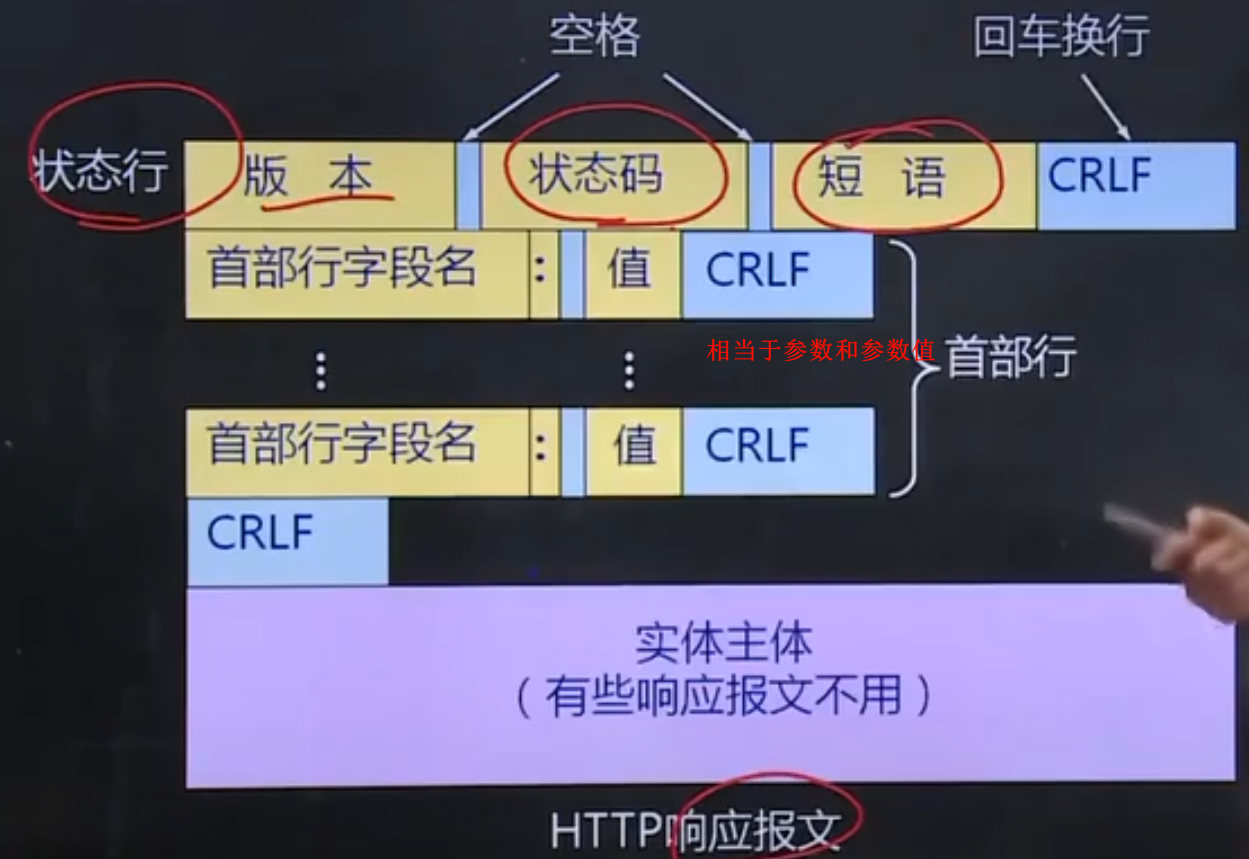 空格
回车换行
状态行 版 本 状态码 短 语 CRLF
首部行字段名 : 值 CRLF
相当于参数和参数值
首部行
首部行字段名 : 值 CRLF
CRLF
实体主体
（有些响应报文不用）
HTTP响应报文